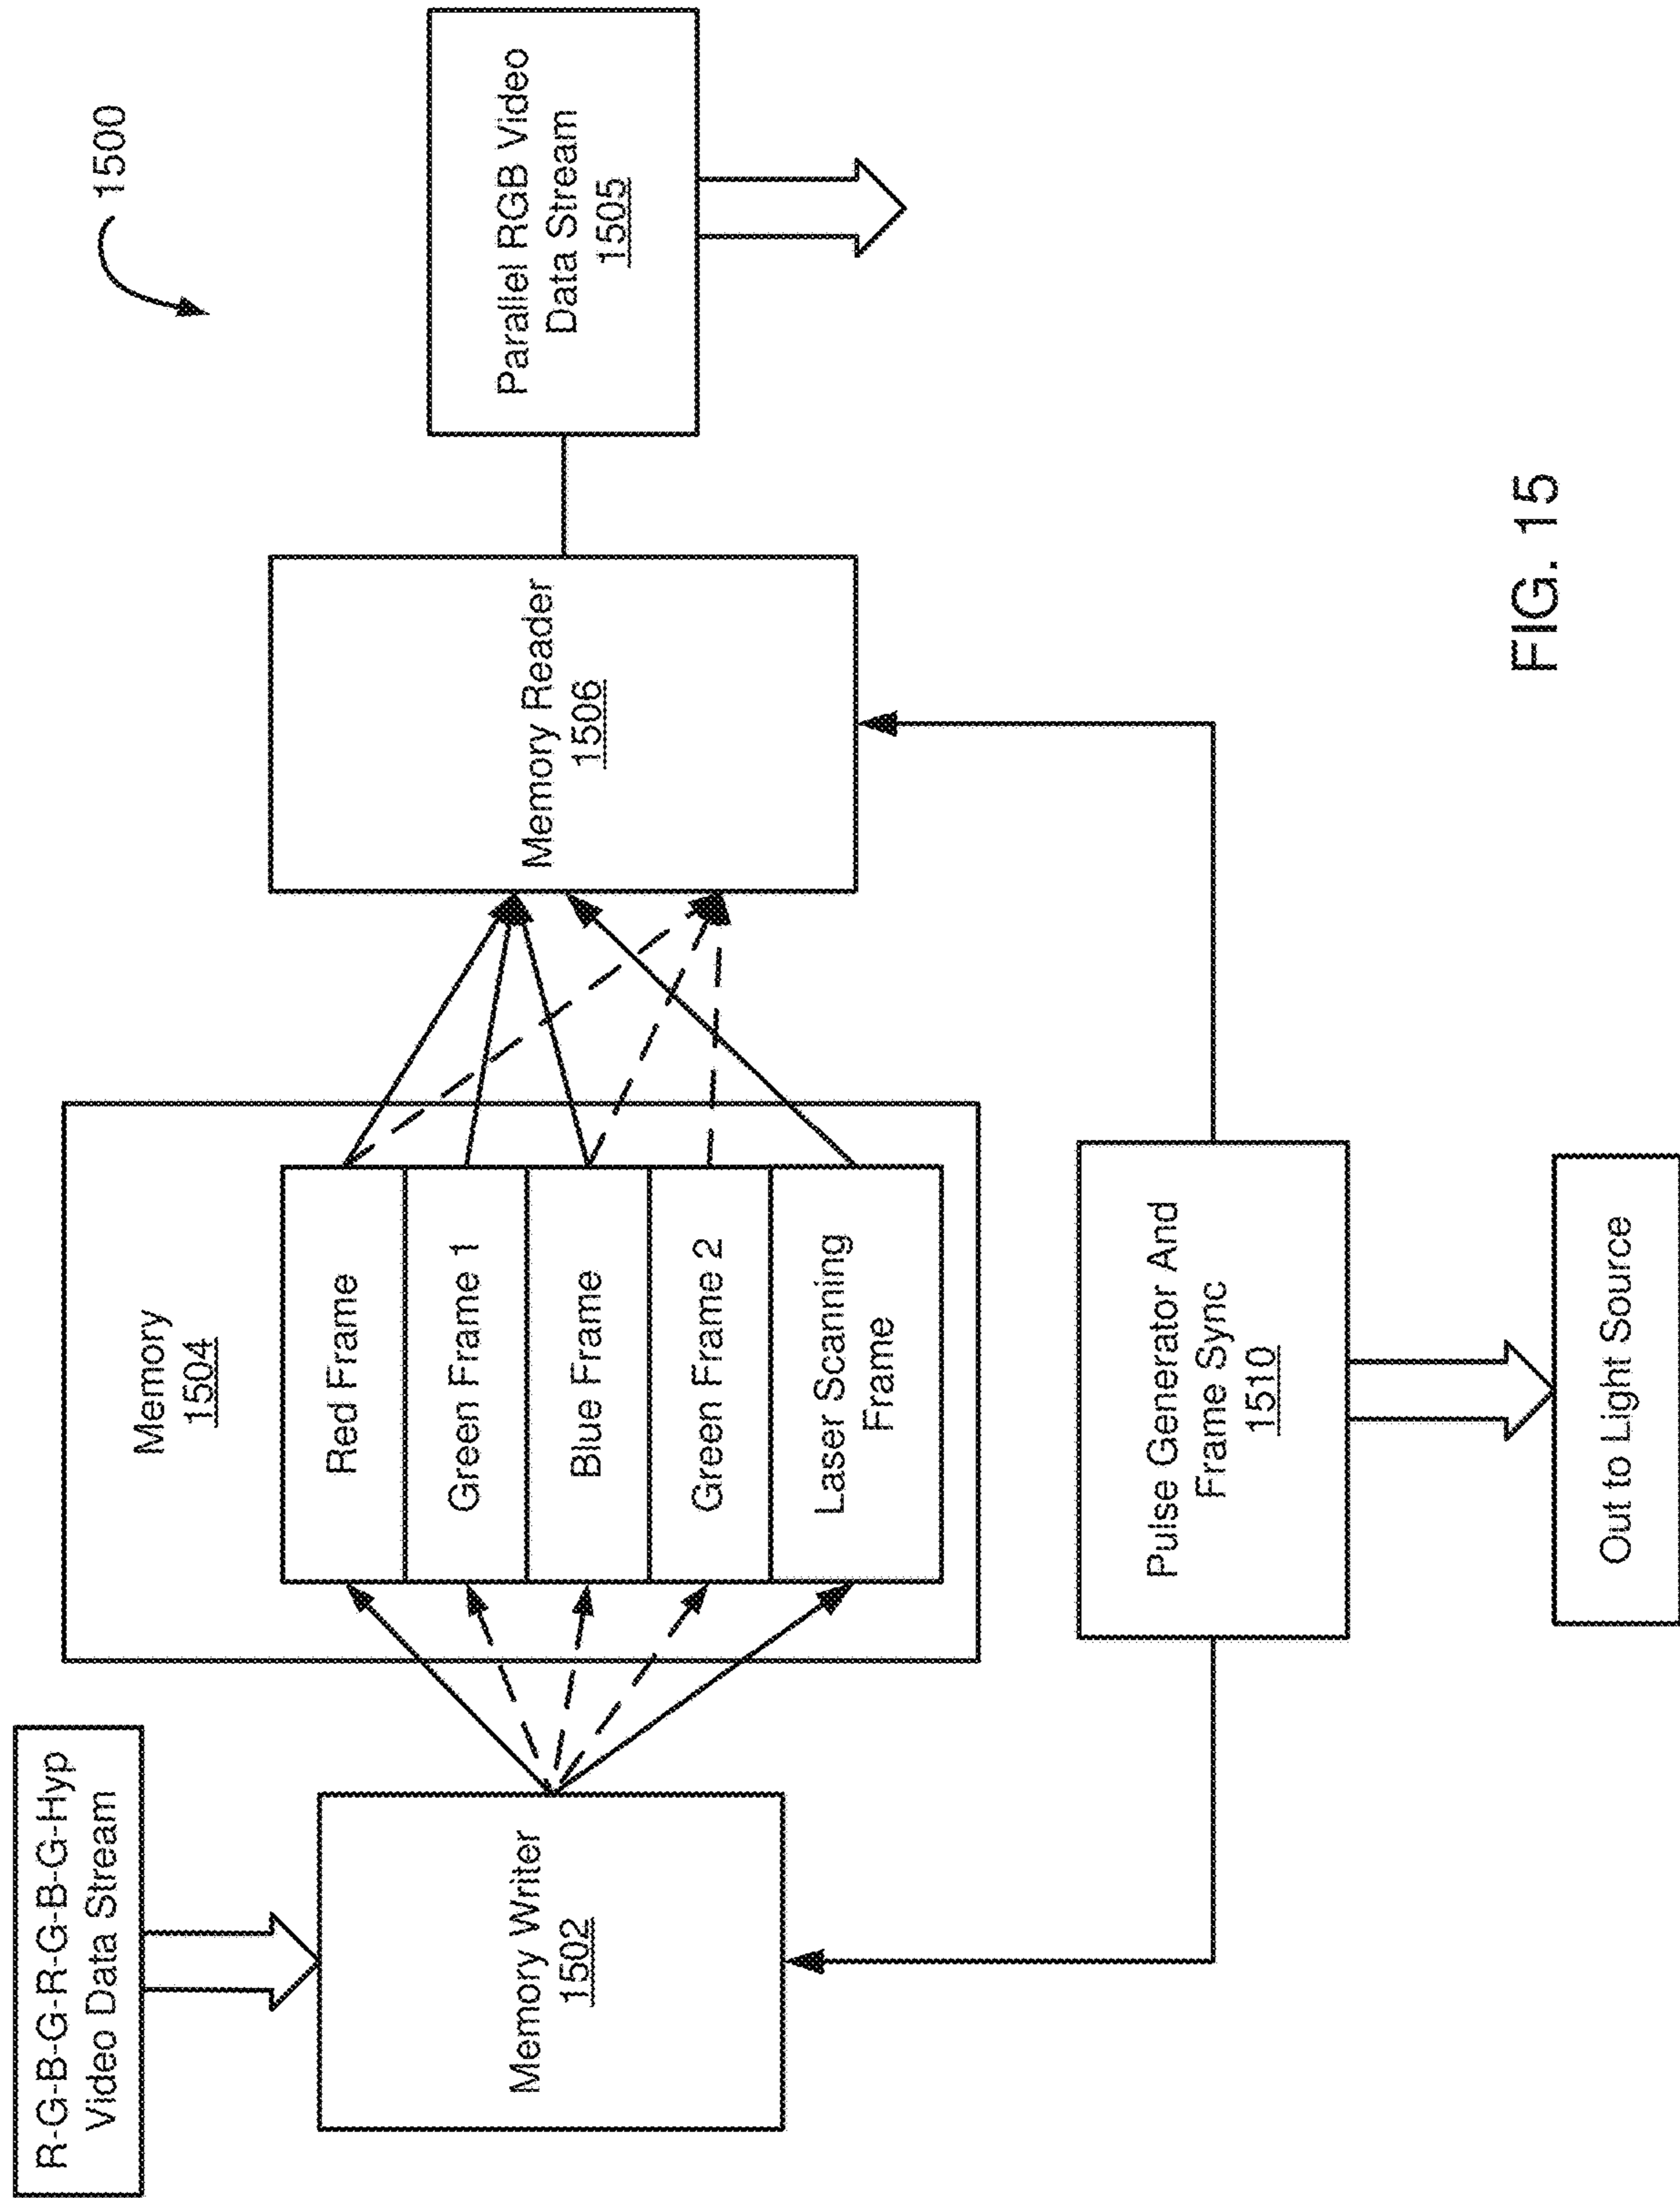 1500
R-G-B-G-R-G-B-G-Hyp
Video Data Stream
Memory Writer
1502
Memory
1504
Red Frame
Green Frame 1
Blue Frame
Green Frame 2
Laser Scanning
Frame
Memory Reader
1506
Parallel RGB Video
Data Stream
1505
Pulse Generator And
Frame Sync
1510
Out to Light Source
FIG. 15